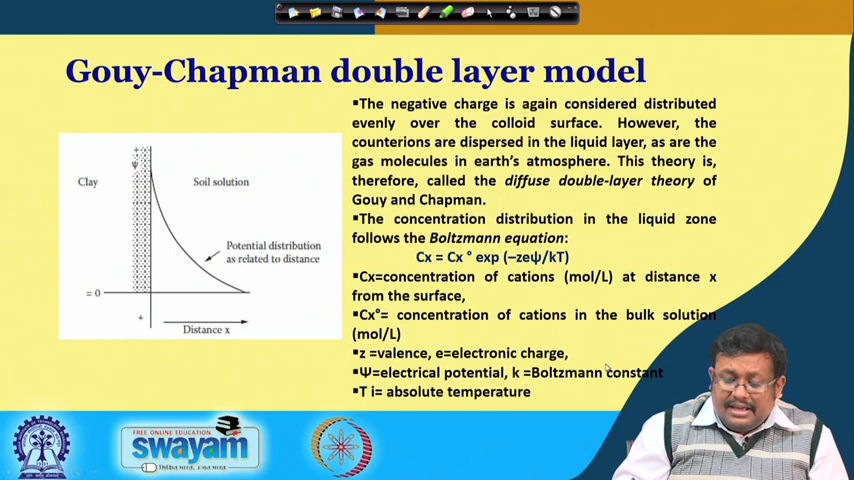 Gouy-Chapman double layer model
▪The negative charge is again considered distributed
evenly over the colloid surface. However, the
counterions are dispersed in the liquid layer, as are the
gas molecules in earth's atmosphere. This theory is,
therefore, called the diffuse double-layer theory of
Gouy and Chapman.
▪The concentration distribution in the liquid zone
follows the Boltzmann equation:
Cx = Cx ° exp (–zeψ/kT)
▪Cx=concentration of cations (mol/L) at distance x
from the surface,
▪Cx°= concentration of cations in the bulk solution
(mol/L)
▪z =valence, e=electronic charge,
▪Ψ=electrical potential, k =Boltzmann constant
▪T i= absolute temperature
+
ψ
Clay
Soil solution
Potential distribution
as related to distance
= 0
+
Distance x
FREE ONLINE EDUCATION
swayam